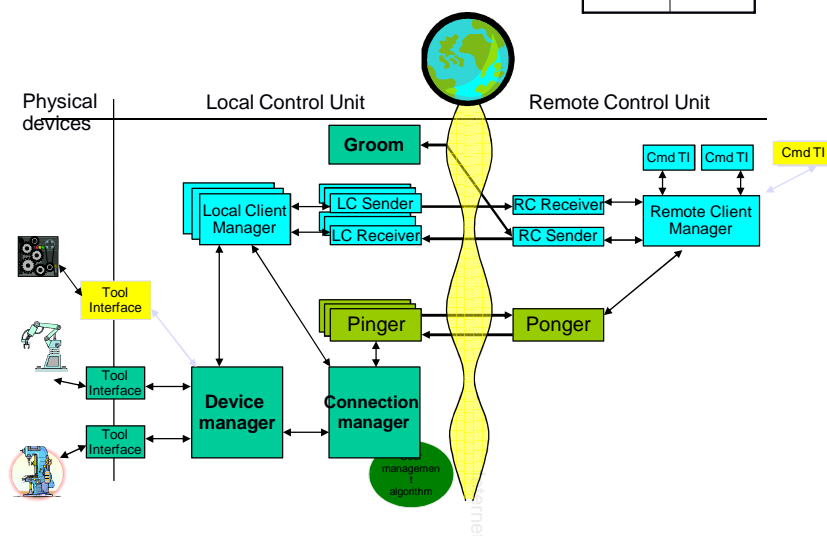 Physical
devices
Local Control Unit
Remote Control Unit
Groom
Cmd TI
Cmd TI
Cmd TI
Local Client
Manager
LC Sender
LC Receiver
RC Receiver
RC Sender
Remote Client
Manager
Tool
Interface
Pinger
Ponger
Tool
Interface
Tool
Interface
Device
manager
Connection
manager
managemen
t
algorithm